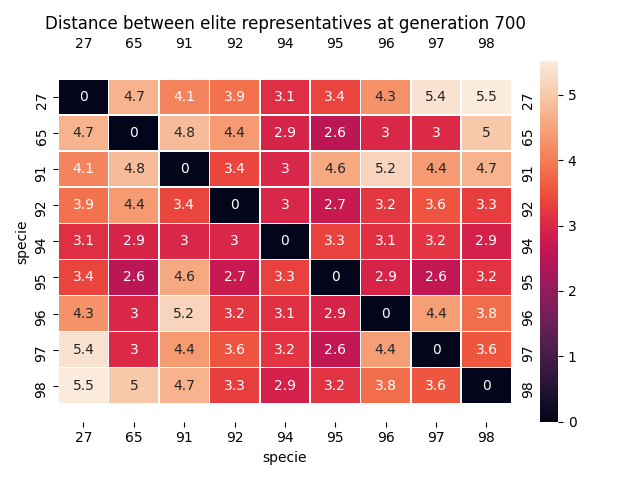 Distance between elite representatives at generation 700
27 65 91 92 94 95 96 97 98
27 0 4.7 4.1 3.9 3.1 3.4 4.3 5.4 5.5 27
65 4.7 0 4.8 4.4 2.9 2.6 3 3 5 65
91 4.1 4.8 0 3.4 3 4.6 5.2 4.4 4.7 91
92 3.9 4.4 3.4 0 3 2.7 3.2 3.6 3.3 92
94 3.1 2.9 3 3 0 3.3 3.1 3.2 2.9 94
95 3.4 2.6 4.6 2.7 3.3 0 2.9 2.6 3.2 95
96 4.3 3 5.2 3.2 3.1 2.9 0 4.4 3.8 96
97 5.4 3 4.4 3.6 3.2 2.6 4.4 0 3.6 97
98 5.5 5 4.7 3.3 2.9 3.2 3.8 3.6 0 98
27 65 91 92 94 95 96 97 98
specie
specie
5
4
3
2
1
0